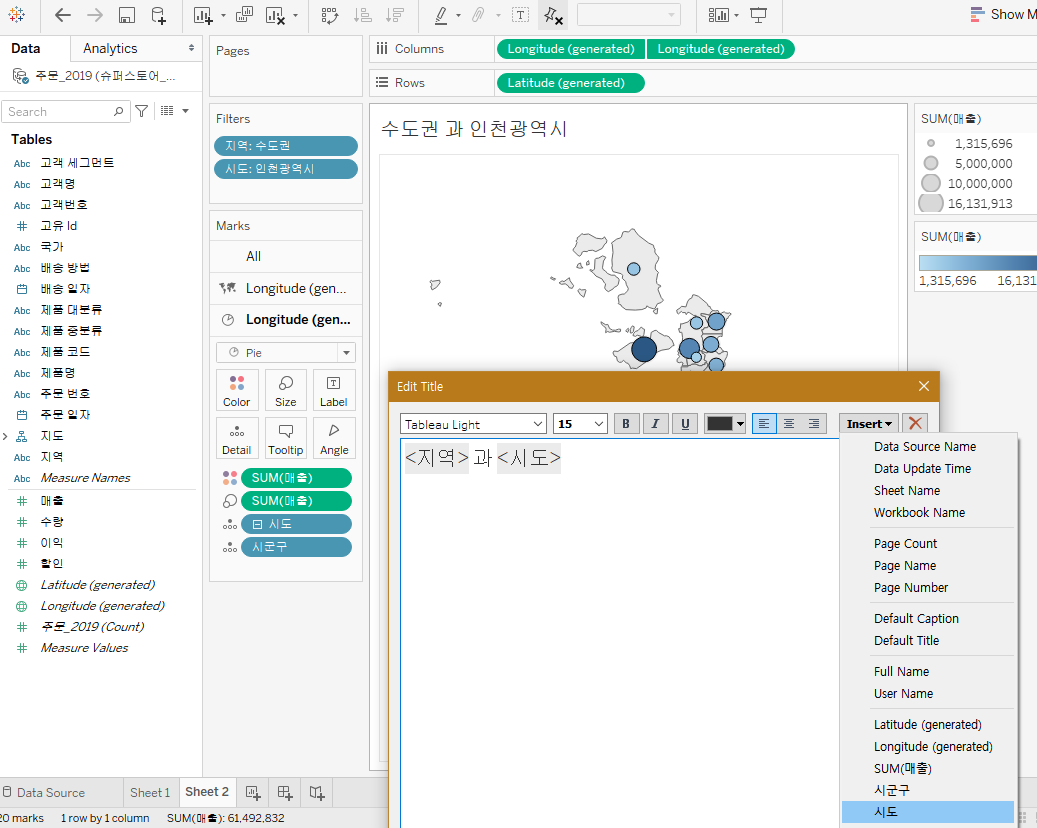 Show M
Data
Analytics
주문_2019 (슈퍼스토어_...
Search
Tables
Abc 고객 세그먼트
Abc 고객명
Abc 고객번호
# 고유 Id
Abc 국가
Abc 배송 방법
배송 일자
Abc 제품 대분류
Abc 제품 중분류
Abc 제품 코드
Abc 제품명
Abc 주문 번호
주문 일자
지도
Abc 지역
Abc Measure Names
# 매출
# 수량
# 이익
# 할인
Latitude (generated)
Longitude (generated)
# 주문_2019 (Count)
# Measure Values
Pages
Filters
지역: 수도권
시도: 인천광역시
Marks
All
Longitude (gen...
Longitude (gen...
Pie
Color
Size
Label
Detail
Tooltip
Angle
SUM(매출)
SUM(매출)
시도
시군구
Columns
Longitude (generated)
Longitude (generated)
Rows
Latitude (generated)
수도권 과 인천광역시
SUM(매출)
1,315,696
5,000,000
10,000,000
16,131,913
SUM(매출)
1,315,696
16,131
Edit Title
Tableau Light
15
B
I
U
Insert
<지역> 과 <시도>
Data Source Name
Data Update Time
Sheet Name
Workbook Name
Page Count
Page Name
Page Number
Default Caption
Default Title
Full Name
User Name
Latitude (generated)
Longitude (generated)
SUM(매출)
시군구
시도
Data Source
Sheet 1
Sheet 2
20 marks
1 row by 1 column
SUM(매출): 61,492,832